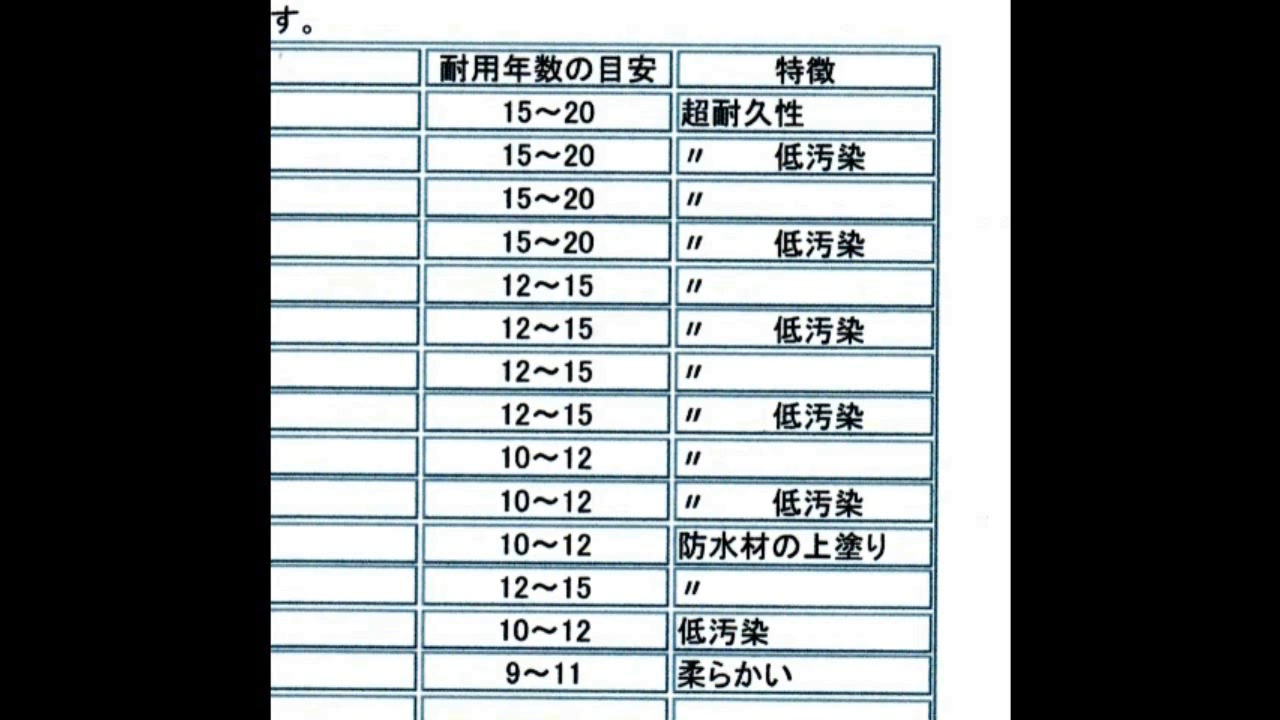 す。
耐用年数の目安 特徴
15～20 超耐久性
15～20 〃 低汚染
15～20 〃
15～20 〃 低汚染
12～15 〃
12～15 〃 低汚染
12～15 〃
12～15 〃 低汚染
10～12 〃
10～12 〃 低汚染
10～12 防水材の上塗り
12～15 〃
10～12 低汚染
9～11 柔らかい